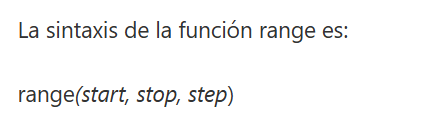 La sintaxis de la función range es:
range(start, stop, step)